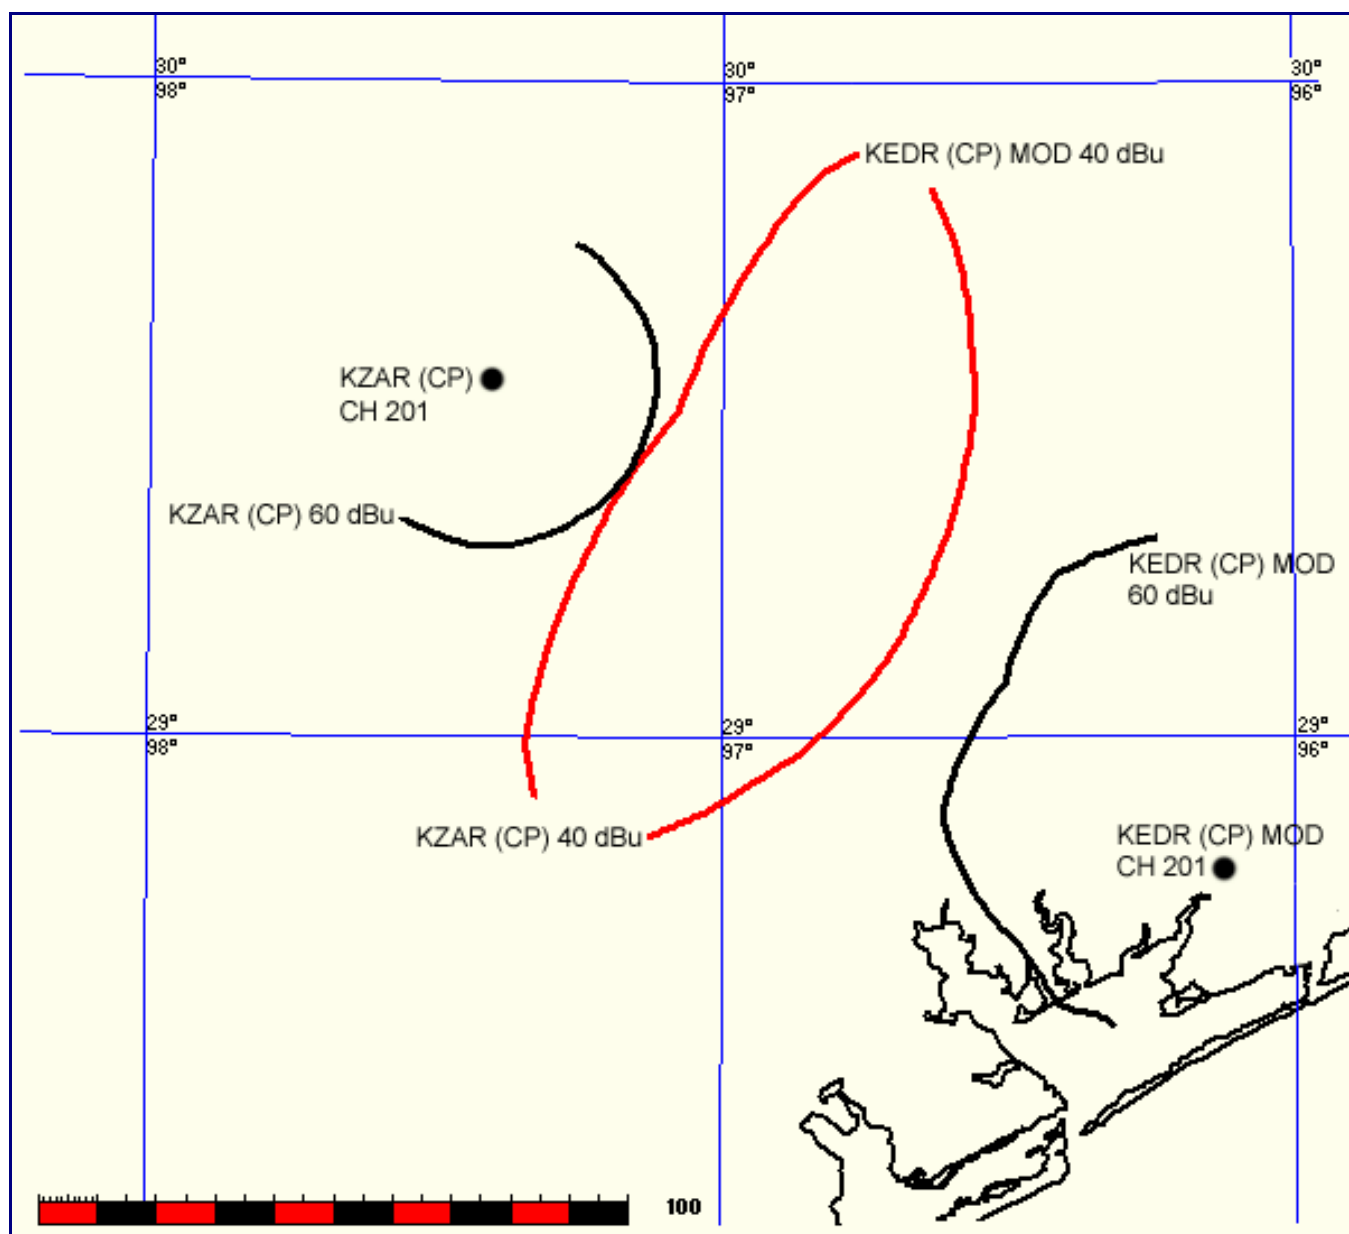 30°
98°
30°
97°
30°
96°
KEDR (CP) MOD 40 dBu
KZAR (CP)
CH 201
KZAR (CP) 60 dBu
KEDR (CP) MOD
60 dBu
29°
98°
29°
97°
29°
96°
KZAR (CP) 40 dBu
KEDR (CP) MOD
CH 201
100